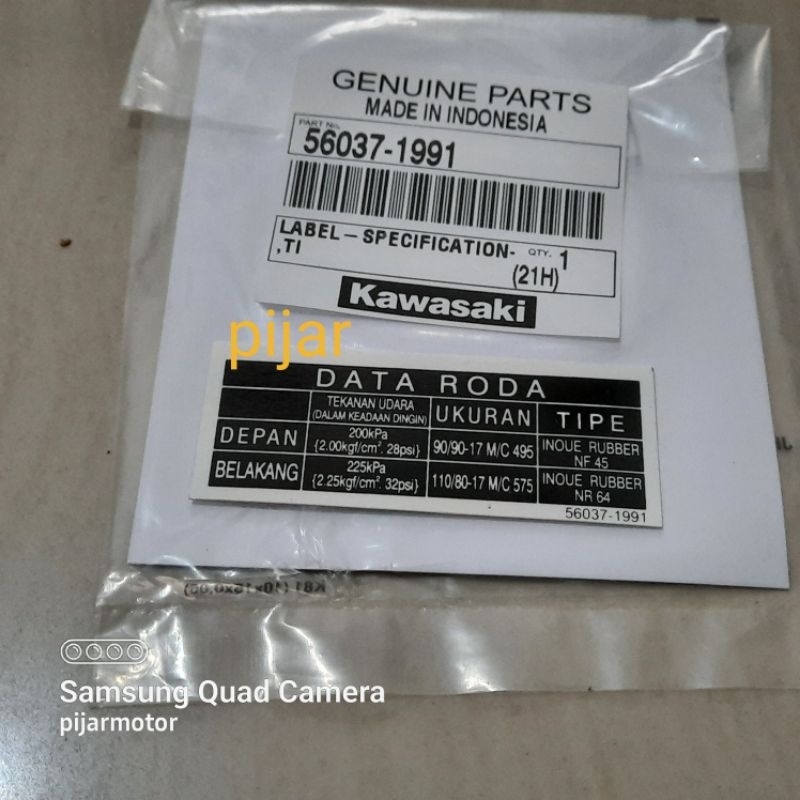 GENUINE PARTS
MADE IN INDONESIA
PART No.
56037-1991
LABEL-SPECIFICATION- QTY. 1
,TI (21H)
Kawasaki
pijar
DATA RODA
TEKANAN UDARA
(DALAM KEADAAN DINGIN) UKURAN TIPE
DEPAN 200kPa
{2.00kgf/cm². 28psi} 90/90-17 M/C 49S INOUE RUBBER
NF 45
BELAKANG 225kPa
{2.25kgf/cm². 32psi} 110/80-17 M/C 57S INOUE RUBBER
NR 64
56037-1991
Samsung Quad Camera
pijarmotor